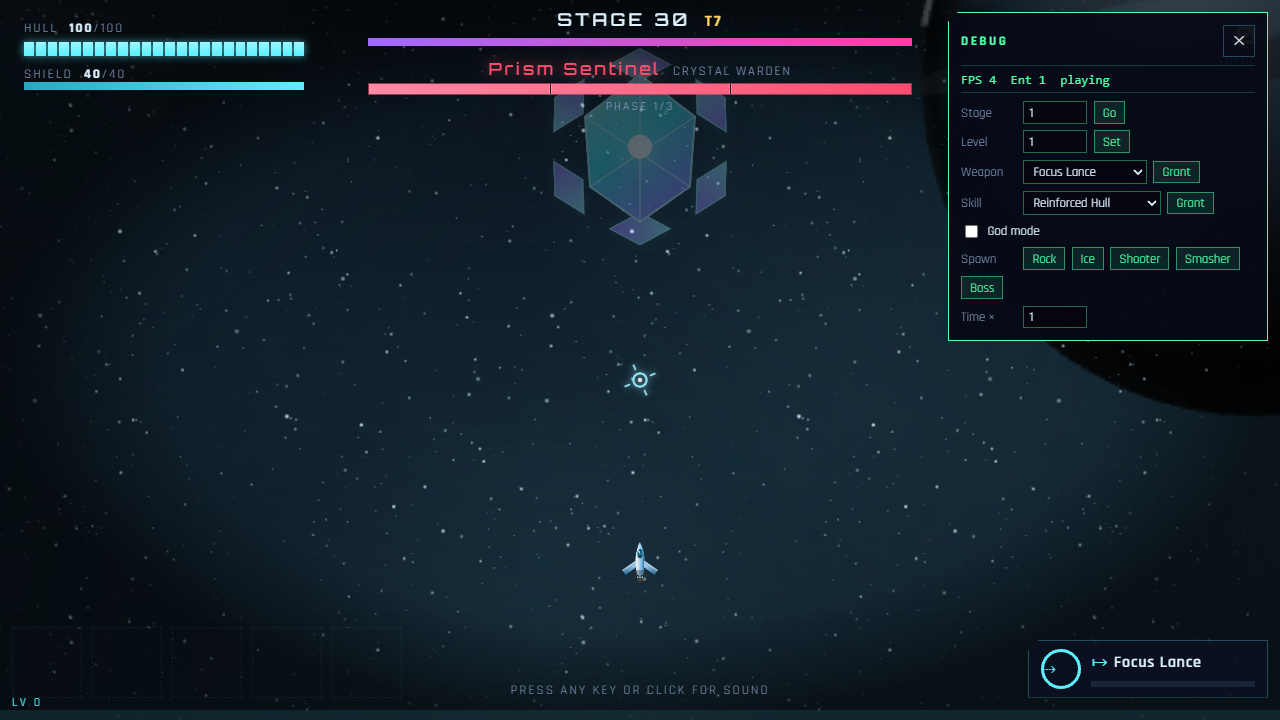 HULL 100/100
SHIELD 40/40
STAGE 30 T7
Prism Sentinel CRYSTAL WARDEN
PHASE 1/3
DEBUG
FPS 4 Ent 1 playing
Stage 1 Go
Level 1 Set
Weapon Focus Lance Grant
Skill Reinforced Hull Grant
God mode
Spawn Rock Ice Shooter Smasher
Boss
Time × 1
Focus Lance
PRESS ANY KEY OR CLICK FOR SOUND
LV 0